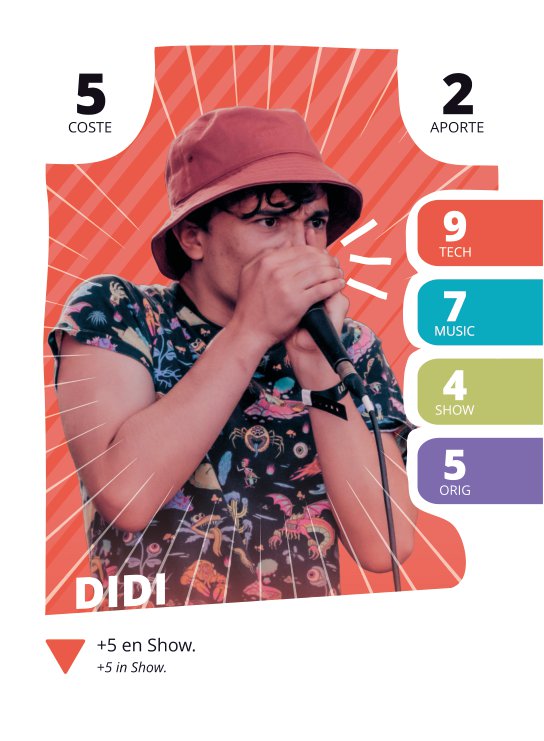 5
COSTE
2
APORTE
9
TECH
7
MUSIC
4
SHOW
5
ORIG
DIDI
+5 en Show.
+5 in Show.